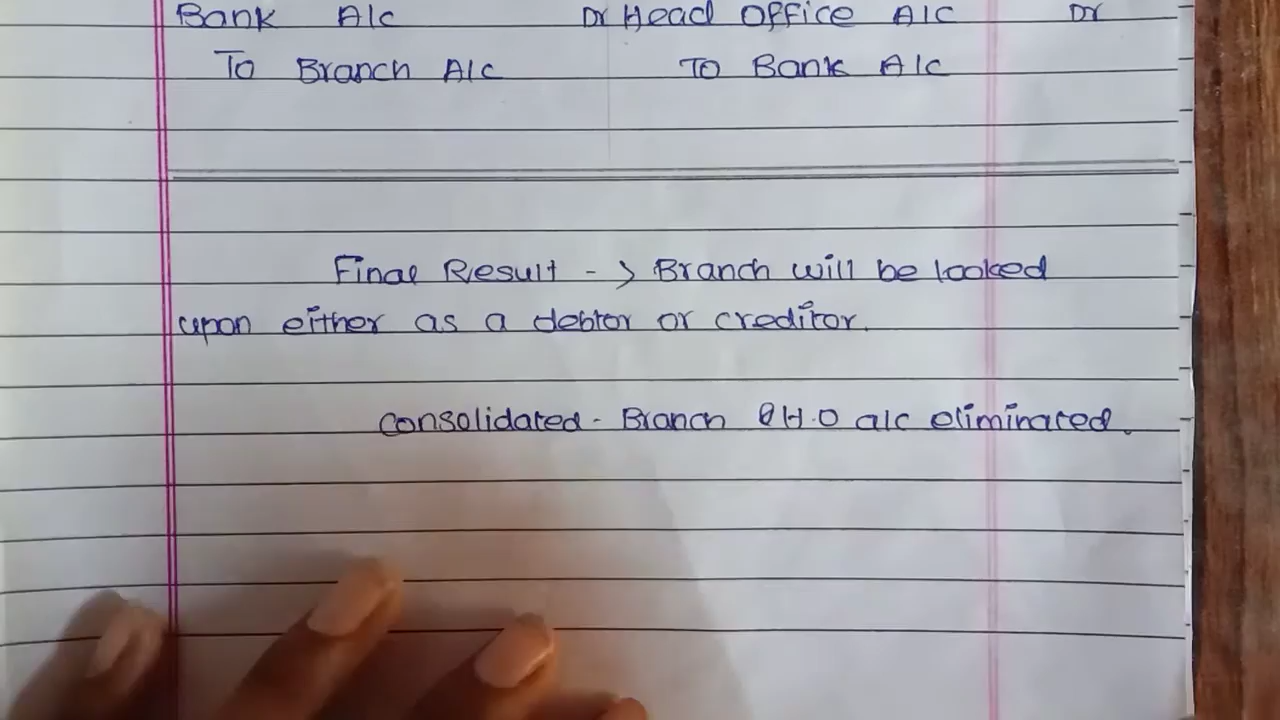 Bank A/c Dr Head Office A/c Dr
To Branch A/c To Bank A/c
Final Result -> Branch will be looked
upon either as a debtor or creditor.
consolidated - Branch & H.O a/c eliminated.